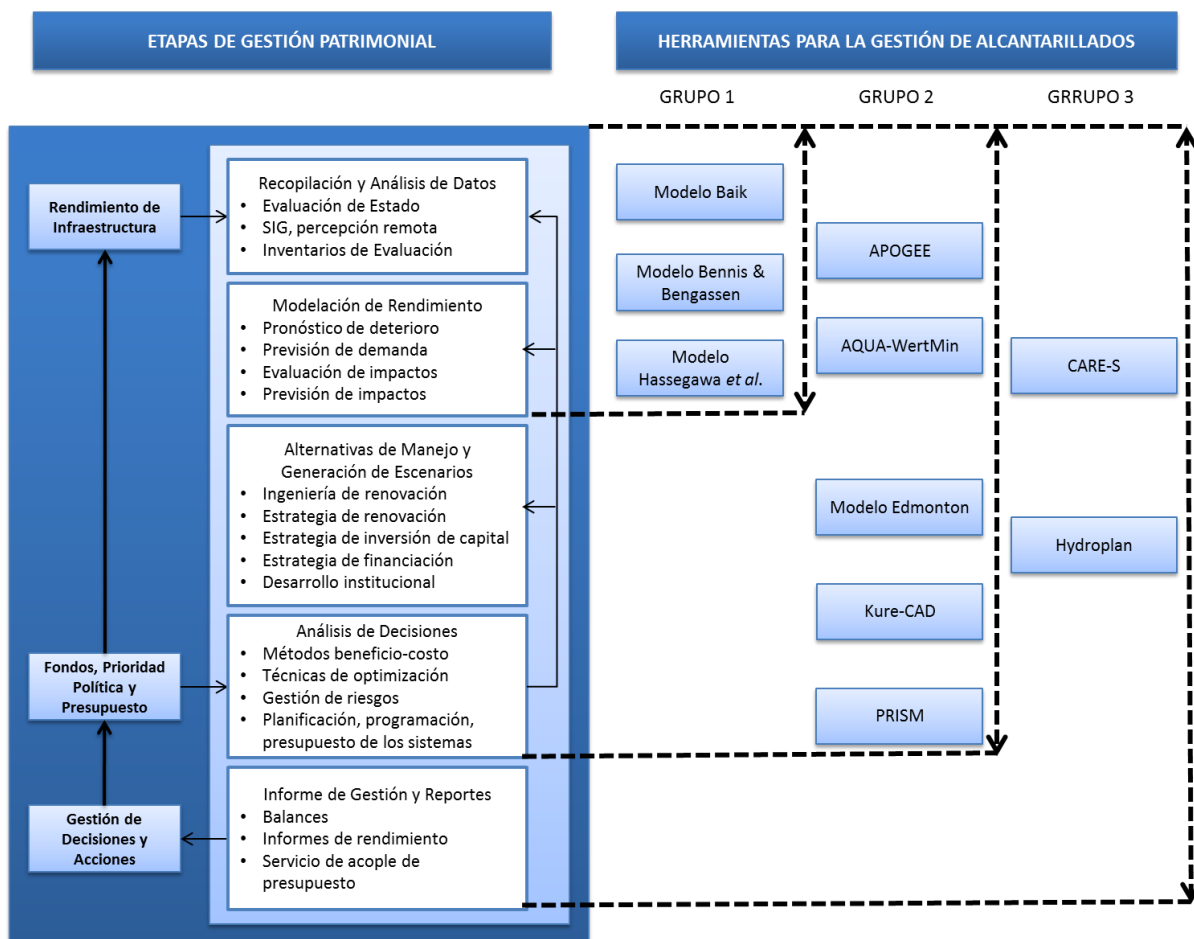 ETAPAS DE GESTIÓN PATRIMONIAL
HERRAMIENTAS PARA LA GESTIÓN DE ALCANTARILLADOS
GRUPO 1
GRUPO 2
GRRUPO 3
Rendimiento de
Infraestructura
Fondos, Prioridad
Política y
Presupuesto
Gestión de
Decisiones y
Acciones
Recopilación y Análisis de Datos
• Evaluación de Estado
• SIG, percepción remota
• Inventarios de Evaluación
Modelación de Rendimiento
• Pronóstico de deterioro
• Previsión de demanda
• Evaluación de impactos
• Previsión de impactos
Alternativas de Manejo y
Generación de Escenarios
• Ingeniería de renovación
• Estrategia de renovación
• Estrategia de inversión de capital
• Estrategia de financiación
• Desarrollo institucional
Análisis de Decisiones
• Métodos beneficio-costo
• Técnicas de optimización
• Gestión de riesgos
• Planificación, programación,
presupuesto de los sistemas
Informe de Gestión y Reportes
• Balances
• Informes de rendimiento
• Servicio de acople de
presupuesto
Modelo Baik
Modelo Bennis &
Bengassen
Modelo
Hassegawa et al.
APOGEE
AQUA-WertMin
Modelo Edmonton
Kure-CAD
PRISM
CARE-S
Hydroplan